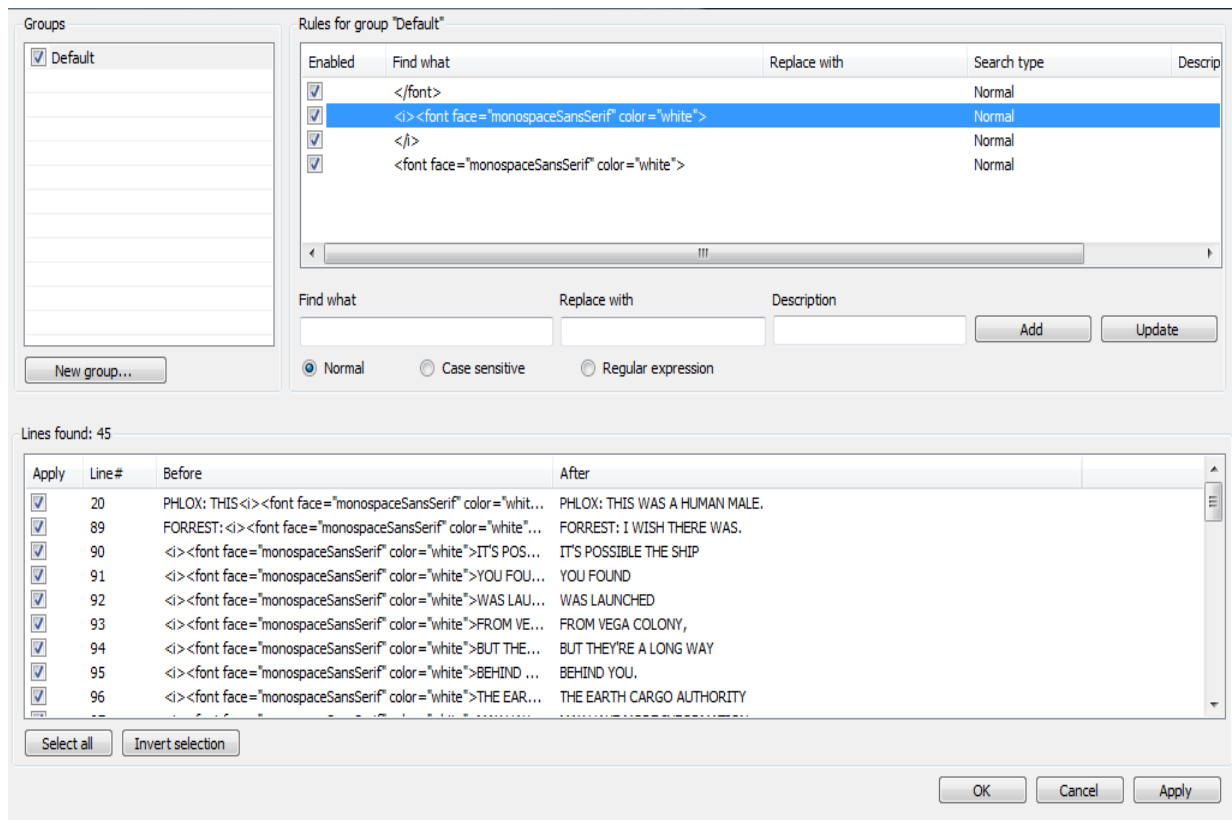 Groups
Rules for group "Default"
Default
Enabled Find what Replace with Search type Descrip
</font> Normal
<i><font face="monospaceSansSerif" color="white"> Normal
</i> Normal
<font face="monospaceSansSerif" color="white"> Normal
Find what Replace with Description
Add Update
New group...
Normal Case sensitive Regular expression
Lines found: 45
Apply Line# Before After
20 PHLOX: THIS<i><font face="monospaceSansSerif" color="whit... PHLOX: THIS WAS A HUMAN MALE.
89 FORREST:<i><font face="monospaceSansSerif" color="white"... FORREST: I WISH THERE WAS.
90 <i><font face="monospaceSansSerif" color="white">IT'S POS... IT'S POSSIBLE THE SHIP
91 <i><font face="monospaceSansSerif" color="white">YOU FOU... YOU FOUND
92 <i><font face="monospaceSansSerif" color="white">WAS LAU... WAS LAUNCHED
93 <i><font face="monospaceSansSerif" color="white">FROM VE... FROM VEGA COLONY,
94 <i><font face="monospaceSansSerif" color="white">BUT THE... BUT THEY'RE A LONG WAY
95 <i><font face="monospaceSansSerif" color="white">BEHIND ... BEHIND YOU.
96 <i><font face="monospaceSansSerif" color="white">THE EAR... THE EARTH CARGO AUTHORITY
Select all Invert selection
OK Cancel Apply